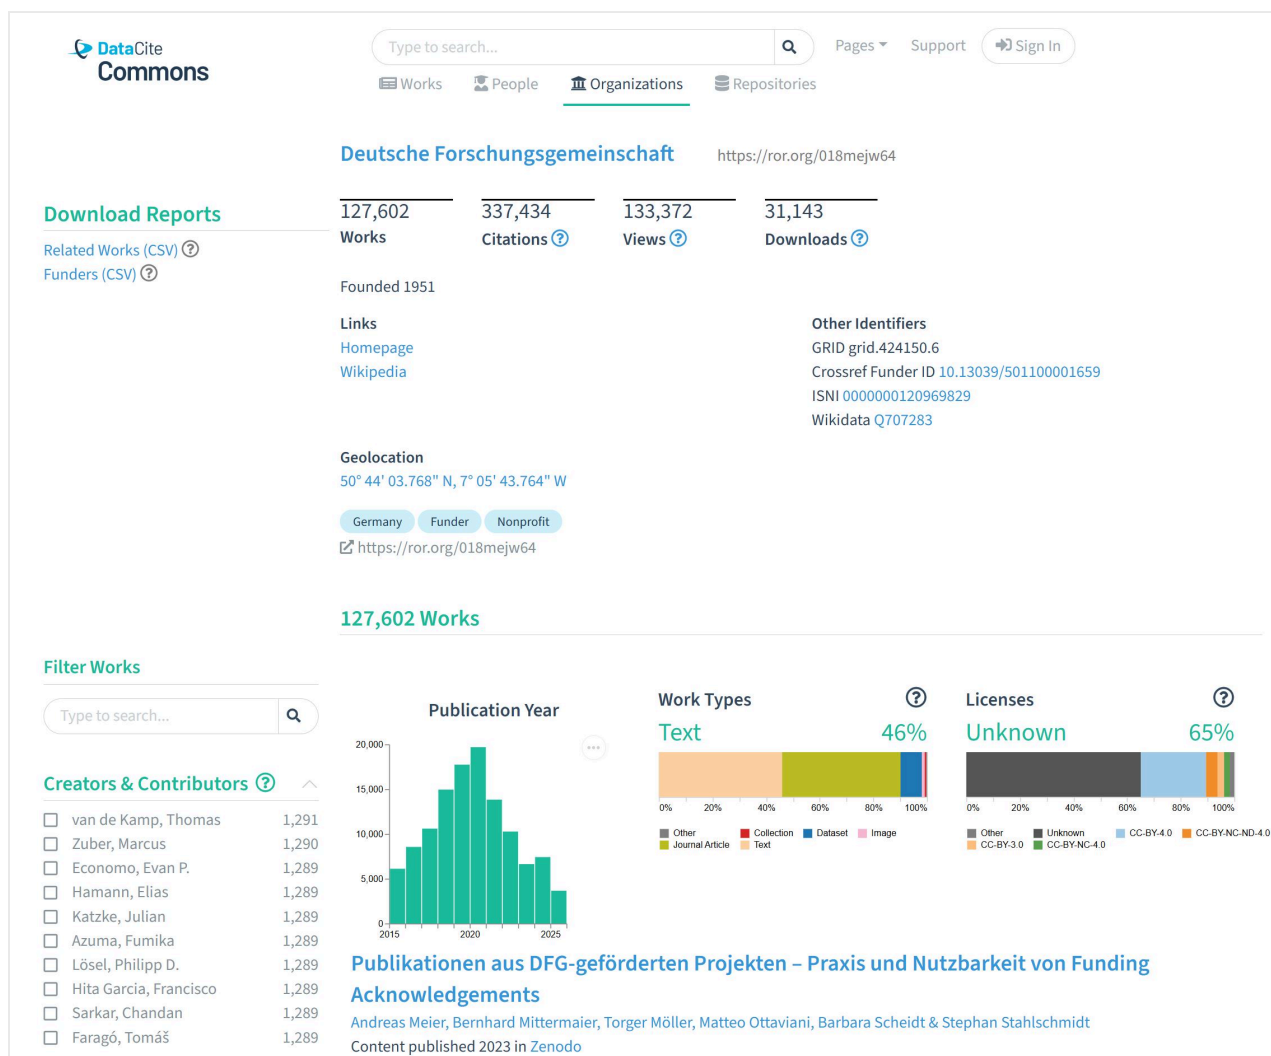 DataCite
Commons
Type to search...
Pages
Support
Sign In
Works
People
Organizations
Repositories
Deutsche Forschungsgemeinschaft
https://ror.org/018mejw64
Download Reports
Related Works (CSV) ?
Funders (CSV) ?
127,602
Works
337,434
Citations ?
133,372
Views ?
31,143
Downloads ?
Founded 1951
Links
Homepage
Wikipedia
Other Identifiers
GRID grid.424150.6
Crossref Funder ID 10.13039/501100001659
ISNI 0000000120969829
Wikidata Q707283
Geolocation
50° 44' 03.768" N, 7° 05' 43.764" W
Germany
Funder
Nonprofit
https://ror.org/018mejw64
127,602 Works
Filter Works
Type to search...
Creators & Contributors ?
van de Kamp, Thomas 1,291
Zuber, Marcus 1,290
Economo, Evan P. 1,289
Hamann, Elias 1,289
Katzke, Julian 1,289
Azuma, Fumika 1,289
Lösel, Philipp D. 1,289
Hita Garcia, Francisco 1,289
Sarkar, Chandan 1,289
Faragó, Tomáš 1,289
Publication Year
20,000
15,000
10,000
5,000
0
2015 2020 2025
Work Types ?
Text 46%
0% 20% 40% 60% 80% 100%
Other Collection Dataset Image
Journal Article Text
Licenses ?
Unknown 65%
0% 20% 40% 60% 80% 100%
Other Unknown CC-BY-4.0 CC-BY-NC-ND-4.0
CC-BY-3.0 CC-BY-NC-4.0
Publikationen aus DFG-geförderten Projekten – Praxis und Nutzbarkeit von Funding
Acknowledgements
Andreas Meier, Bernhard Mittermaier, Torger Möller, Matteo Ottaviani, Barbara Scheidt & Stephan Stahlschmidt
Content published 2023 in Zenodo